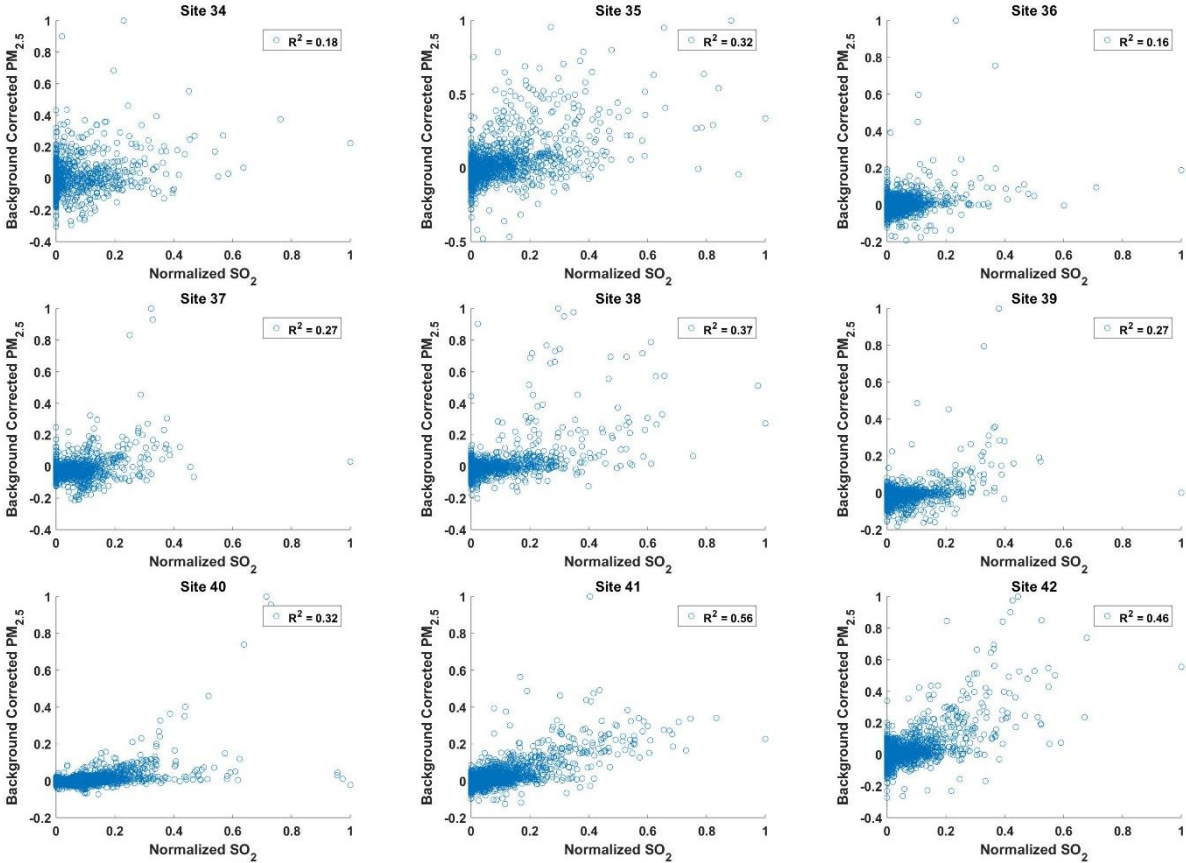 Site 34
1
0.8
0.6
0.4
0.2
0
-0.2
-0.4
Background Corrected PM2.5
R2 = 0.18
0 0.2 0.4 0.6 0.8 1
Normalized SO2
Site 35
1
0.5
0
-0.5
Background Corrected PM2.5
R2 = 0.32
0 0.2 0.4 0.6 0.8 1
Normalized SO2
Site 36
1
0.8
0.6
0.4
0.2
0
-0.2
Background Corrected PM2.5
R2 = 0.16
0 0.2 0.4 0.6 0.8 1
Normalized SO2
Site 37
1
0.8
0.6
0.4
0.2
0
-0.2
-0.4
Background Corrected PM2.5
R2 = 0.27
0 0.2 0.4 0.6 0.8 1
Normalized SO2
Site 38
1
0.8
0.6
0.4
0.2
0
-0.2
-0.4
Background Corrected PM2.5
R2 = 0.37
0 0.2 0.4 0.6 0.8 1
Normalized SO2
Site 39
1
0.8
0.6
0.4
0.2
0
-0.2
Background Corrected PM2.5
R2 = 0.27
0 0.2 0.4 0.6 0.8 1
Normalized SO2
Site 40
1
0.8
0.6
0.4
0.2
0
-0.2
Background Corrected PM2.5
R2 = 0.32
0 0.2 0.4 0.6 0.8 1
Normalized SO2
Site 41
1
0.8
0.6
0.4
0.2
0
-0.2
Background Corrected PM2.5
R2 = 0.56
0 0.2 0.4 0.6 0.8 1
Normalized SO2
Site 42
1
0.8
0.6
0.4
0.2
0
-0.2
-0.4
Background Corrected PM2.5
R2 = 0.46
0 0.2 0.4 0.6 0.8 1
Normalized SO2